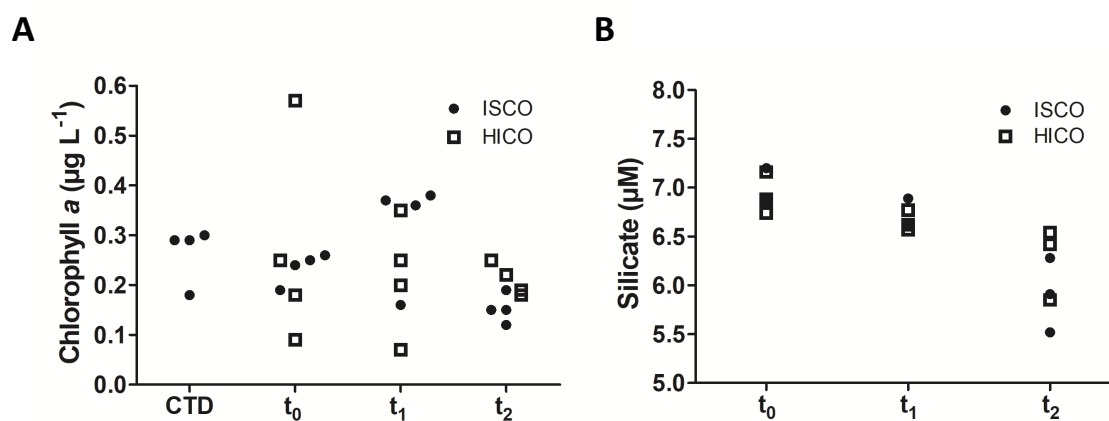 A
Chlorophyll a (µg L⁻¹)
0.6
0.5
0.4
0.3
0.2
0.1
0.0
ISCO
HICO
CTD t₀ t₁ t₂
B
Silicate (µM)
8.0
7.5
7.0
6.5
6.0
5.5
5.0
ISCO
HICO
t₀ t₁ t₂